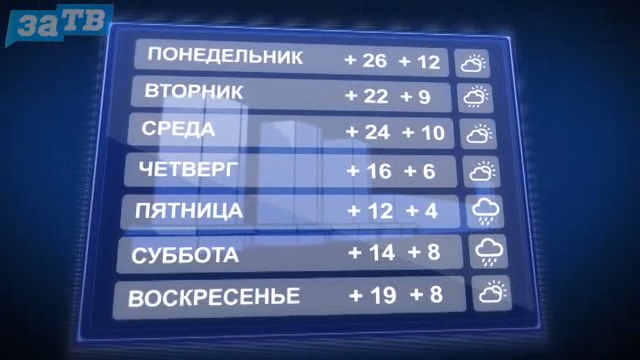 заТВ
ПОНЕДЕЛЬНИК + 26 + 12
ВТОРНИК + 22 + 9
СРЕДА + 24 + 10
ЧЕТВЕРГ + 16 + 6
ПЯТНИЦА + 12 + 4
СУББОТА + 14 + 8
ВОСКРЕСЕНЬЕ + 19 + 8